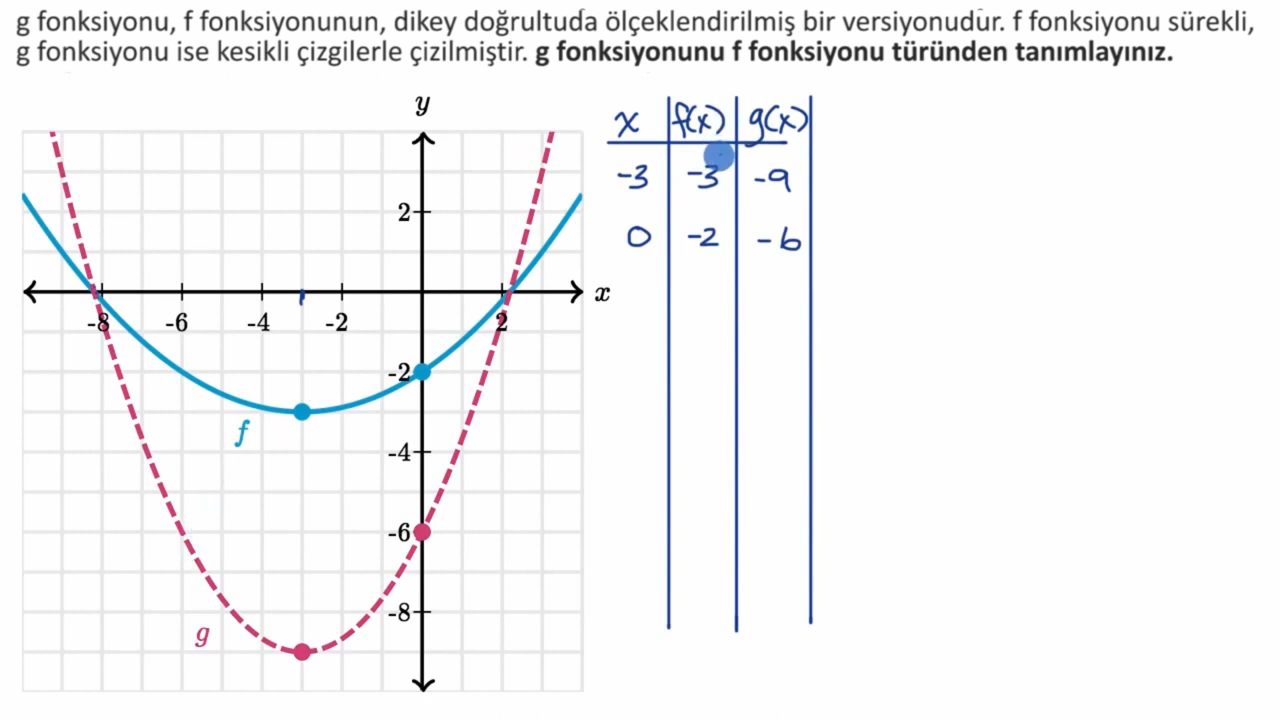 g fonksiyonu, f fonksiyonunun, dikey doğrultuda ölçeklendirilmiş bir versiyonudur. f fonksiyonu sürekli,
g fonksiyonu ise kesikli çizgilerle çizilmiştir. g fonksiyonunu f fonksiyonu türünden tanımlayınız.
y
x f(x) g(x)
-3 -3 -9
0 -2 -6
2
x
-8 -6 -4 -2 2
-2
f
-4
-6
-8
g